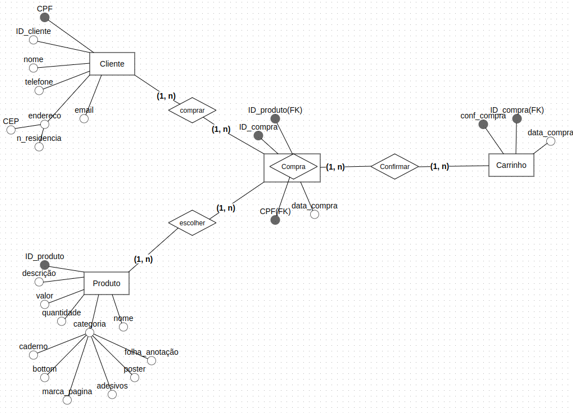 CPF
ID_cliente
nome
telefone
CEP
endereco
n_residencia
email
Cliente
(1, n)
comprar
(1, n)
ID_produto(FK)
ID_compra
Compra
CPF(FK)
data_compra
(1, n)
Confirmar
(1, n)
conf_compra
ID_compra(FK)
data_compra
Carrinho
(1, n)
escolher
(1, n)
ID_produto
descrição
valor
quantidade
Produto
nome
categoria
caderno
bottom
marca_pagina
adesivos
poster
folha_anotação